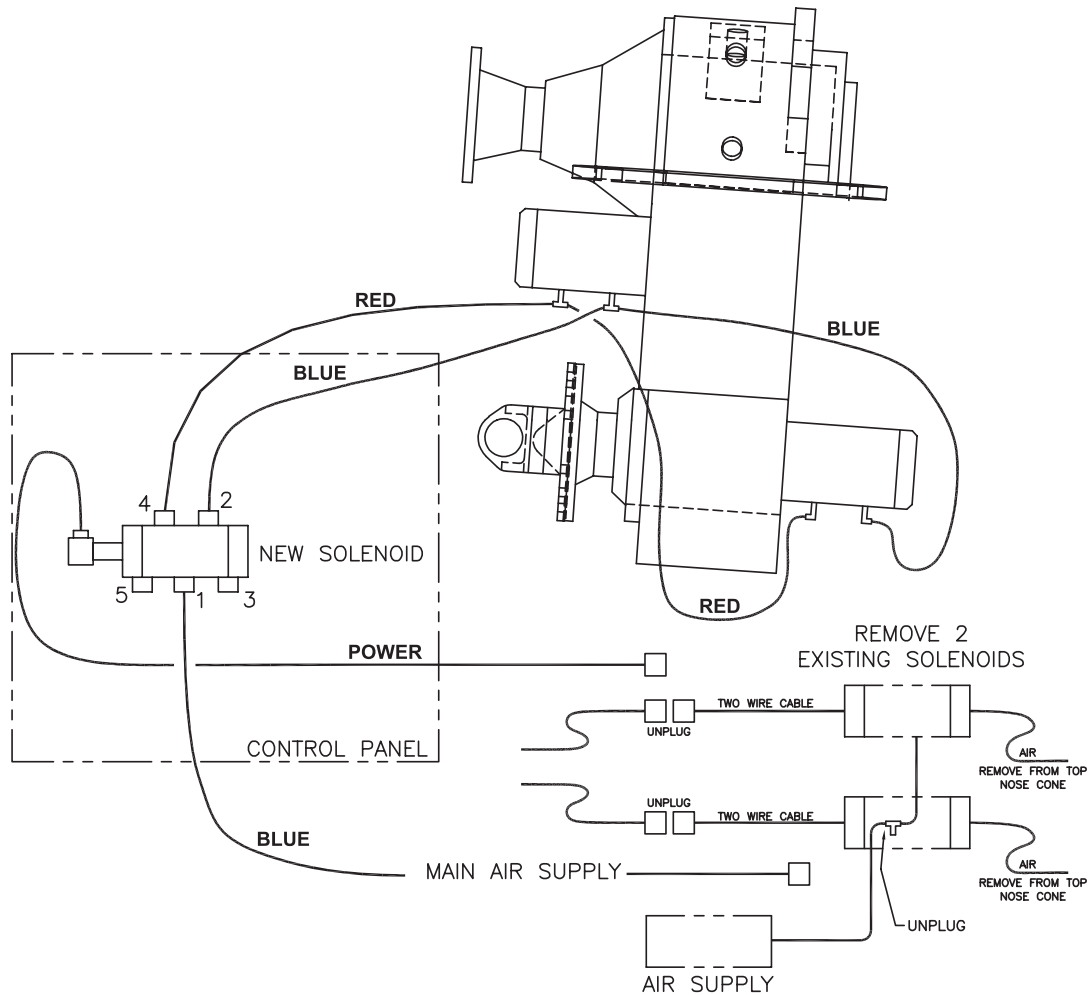 RED
BLUE
BLUE
4
2
NEW SOLENOID
5
1
3
RED
POWER
REMOVE 2
EXISTING SOLENOIDS
TWO WIRE CABLE
UNPLUG
CONTROL PANEL
AIR
REMOVE FROM TOP
NOSE CONE
UNPLUG
TWO WIRE CABLE
BLUE
MAIN AIR SUPPLY
AIR
REMOVE FROM TOP
NOSE CONE
UNPLUG
AIR SUPPLY